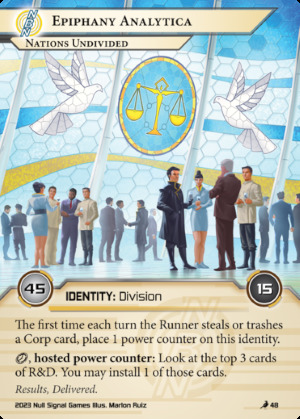 Epiphany Analytica
Nations Undivided
45
IDENTITY: Division
15
The first time each turn the Runner steals or trashes
a Corp card, place 1 power counter on this identity.
, hosted power counter: Look at the top 3 cards
of R&D. You may install 1 of those cards.
Results, Delivered.
2023 Null Signal Games Illus. Marlon Ruiz
48